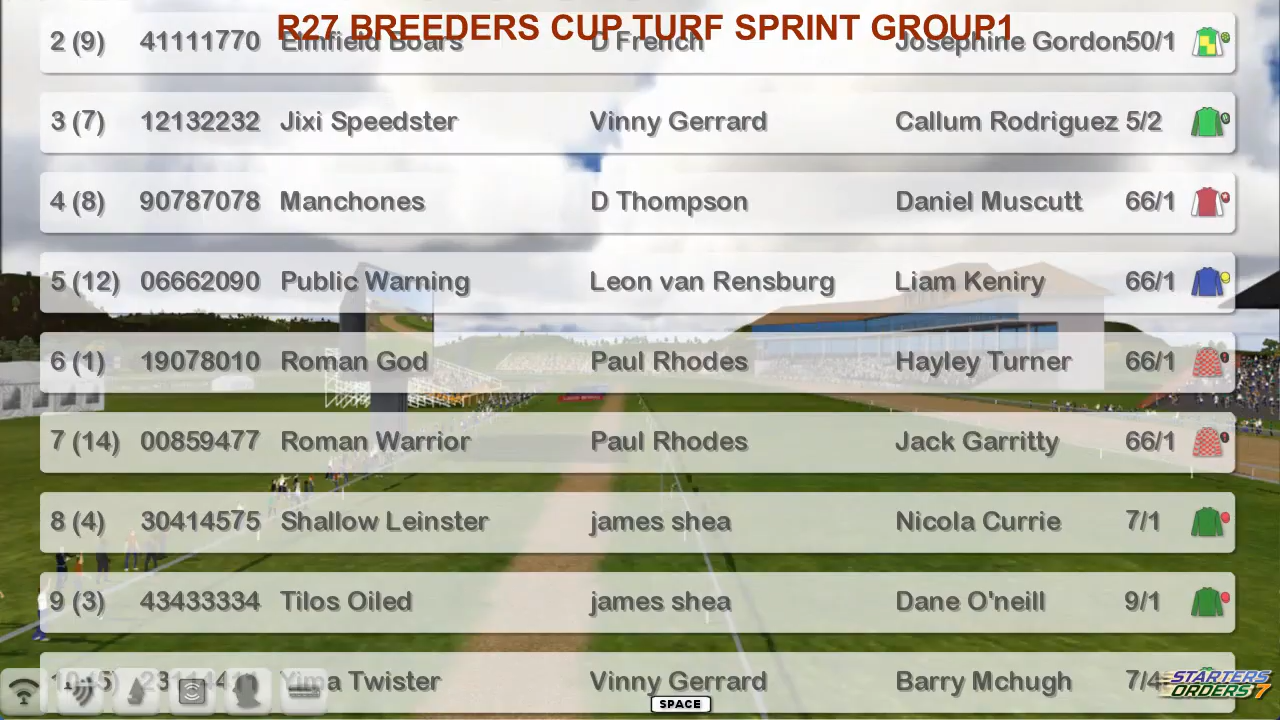 R27 BREEDERS CUP TURF SPRINT GROUP1
2 (9) 41111770 Elmfield Boars D French Josephine Gordon 50/1
3 (7) 12132232 Jixi Speedster Vinny Gerrard Callum Rodriguez 5/2
4 (8) 90787078 Manchones D Thompson Daniel Muscutt 66/1
5 (12) 06662090 Public Warning Leon van Rensburg Liam Keniry 66/1
6 (1) 19078010 Roman God Paul Rhodes Hayley Turner 66/1
7 (14) 00859477 Roman Warrior Paul Rhodes Jack Garritty 66/1
8 (4) 30414575 Shallow Leinster james shea Nicola Currie 7/1
9 (3) 43433334 Tilos Oiled james shea Dane O'neill 9/1
Yima Twister Vinny Gerrard Barry Mchugh 7/4
SPACE
STARTERS ORDERS 7